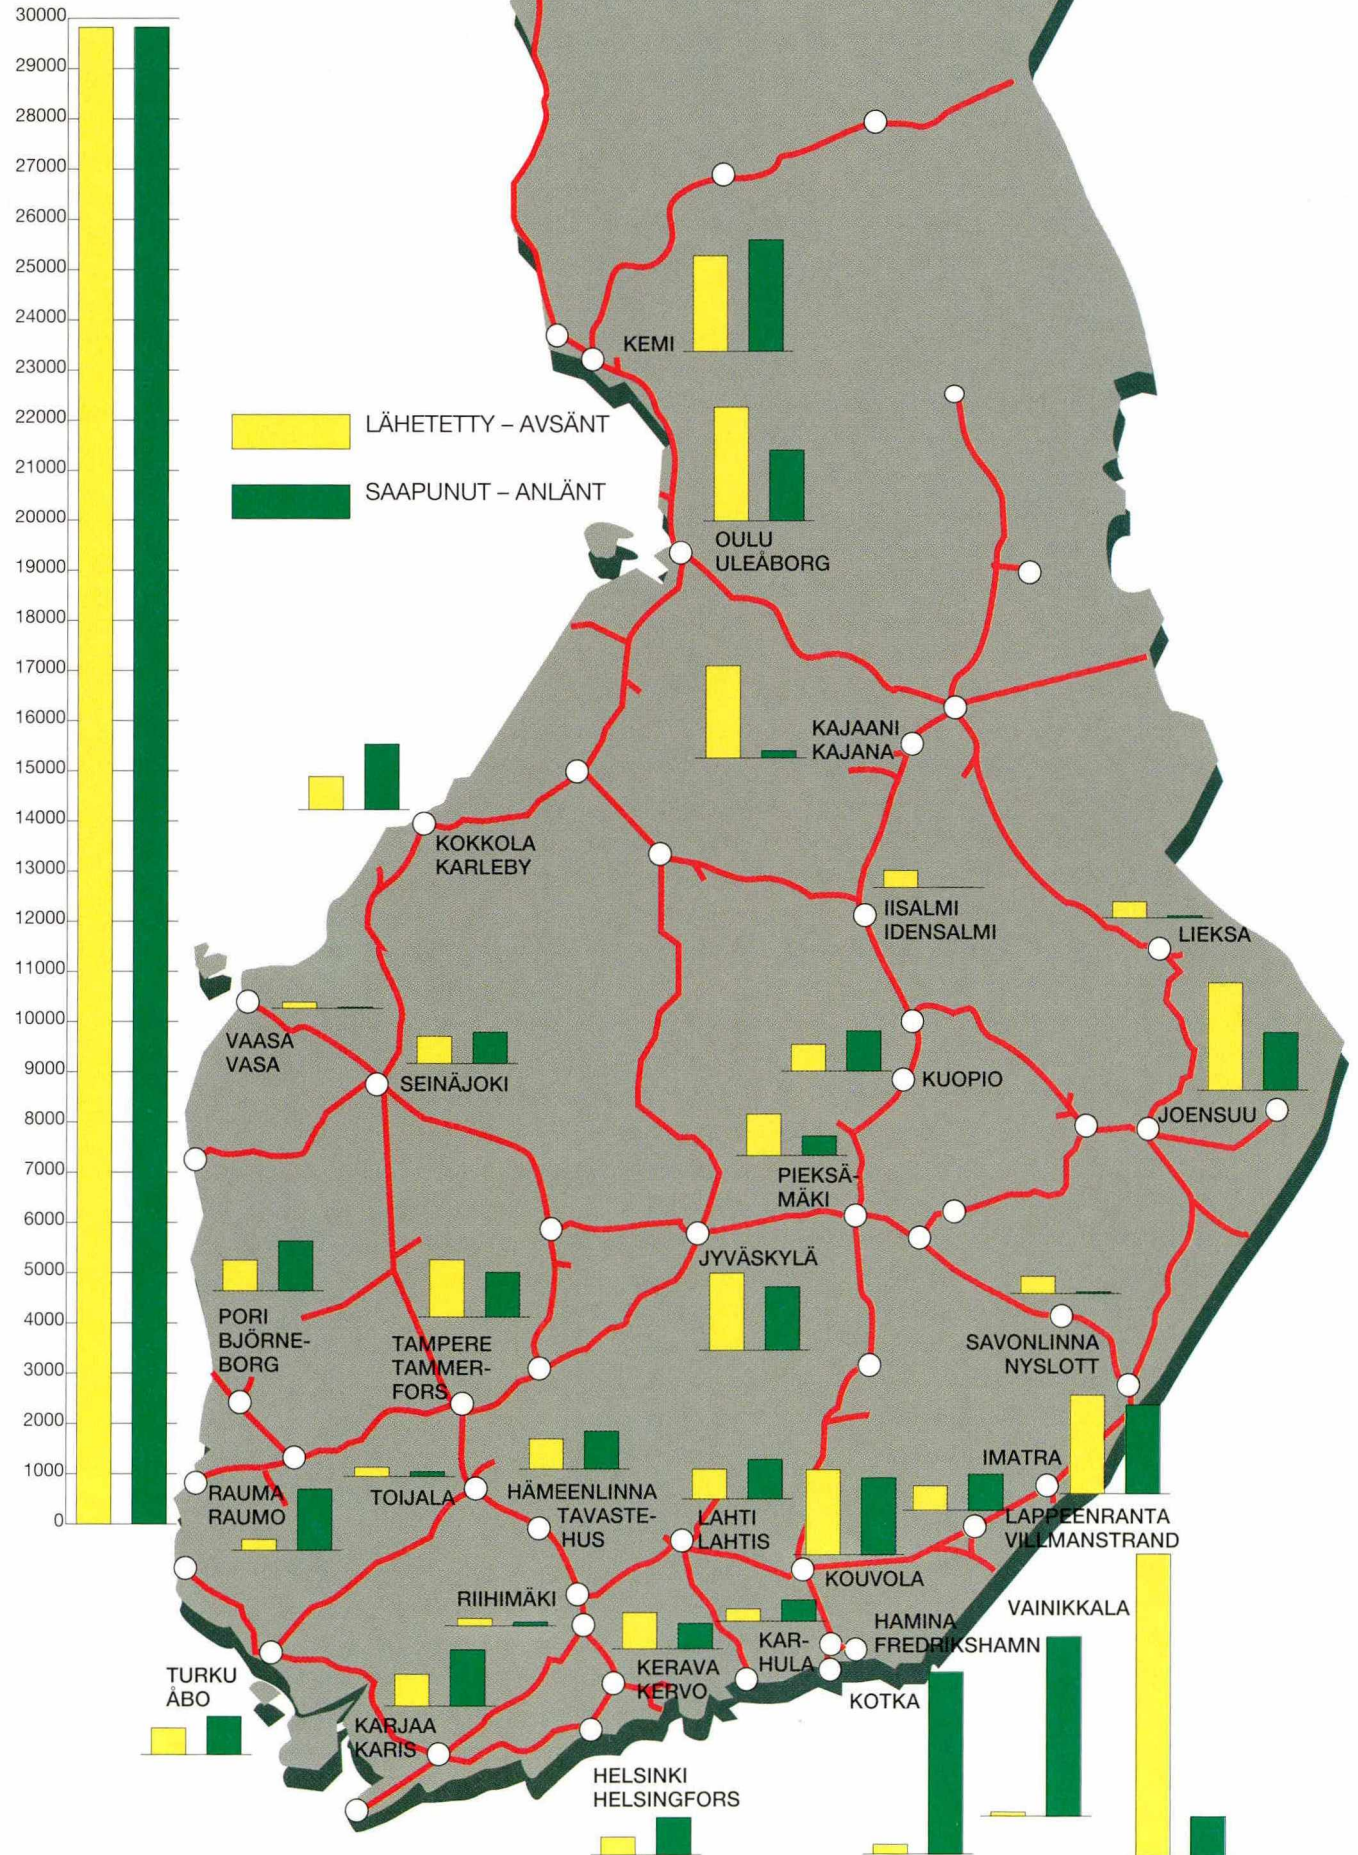 30000
29000
28000
27000
26000
25000
24000
23000
22000
21000
20000
19000
18000
17000
16000
15000
14000
13000
12000
11000
10000
9000
8000
7000
6000
5000
4000
3000
2000
1000
0
LÄHETETTY – AVSÄNT
SAAPUNUT – ANLÄNT
KEMI
OULU
ULEÅBORG
KAJAANI
KAJANA
KOKKOLA
KARLEBY
IISALMI
IDENSALMI
LIEKSA
VAASA
VASA
SEINÄJOKI
KUOPIO
JOENSUU
PIEKSÄ-
MÄKI
JYVÄSKYLÄ
PORI
BJÖRNE-
BORG
TAMPERE
TAMMER-
FORS
SAVONLINNA
NYSLOTT
IMATRA
RAUMA
RAUMO
TOIJALA
HÄMEENLINNA
TAVASTE-
HUS
LAHTI
LAHTIS
LAPPEENRANTA
VILLMANSTRAND
KOUVOLA
RIIHIMÄKI
VAINIKKALA
HAMINA
FREDRIKSHAMN
KAR-
HULA
KERAVA
KERVO
TURKU
ÅBO
KOTKA
KARJAA
KARIS
HELSINKI
HELSINGFORS